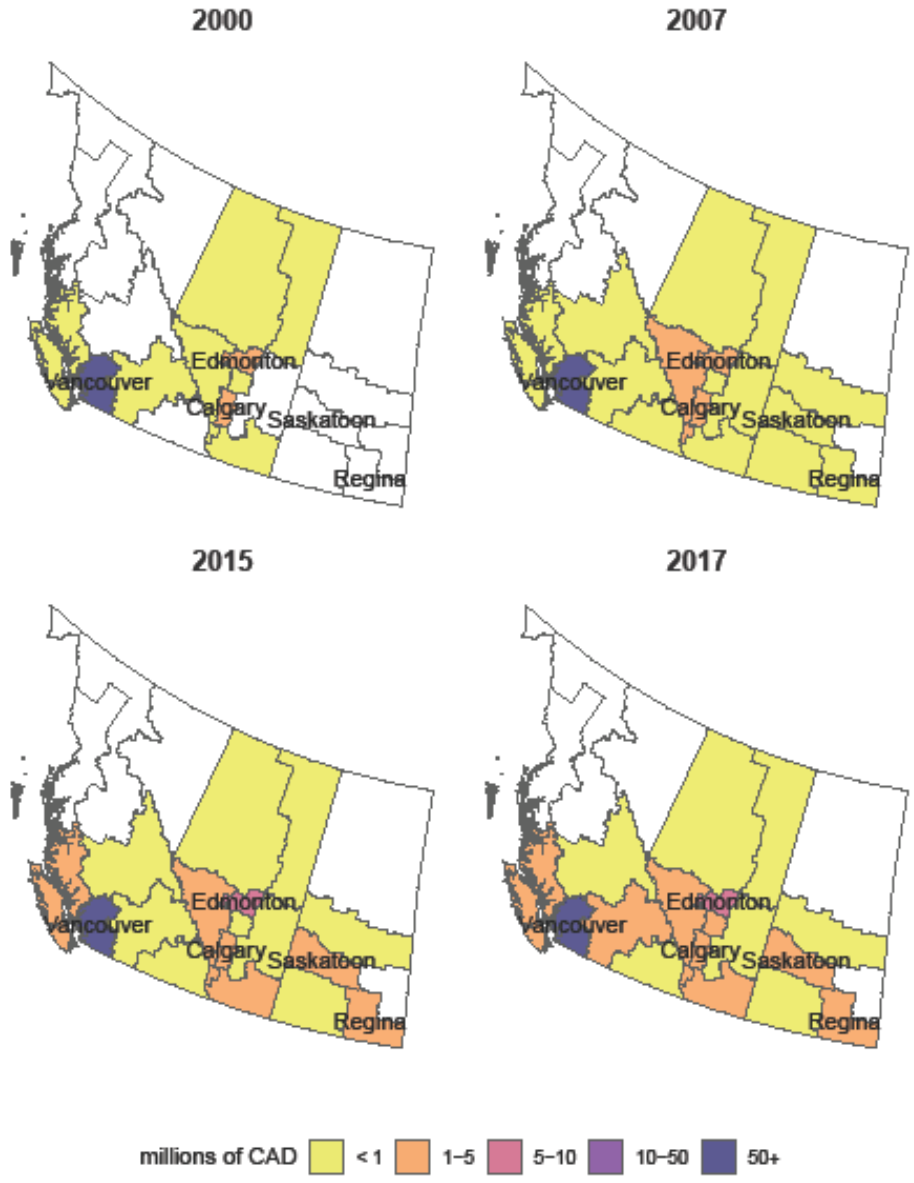 2000
2007
Edmonton
Vancouver
Calgary
Saskatoon
Regina
Edmonton
Vancouver
Calgary
Saskatoon
Regina
2015
2017
Edmonton
Vancouver
Calgary
Saskatoon
Regina
Edmonton
Vancouver
Calgary
Saskatoon
Regina
millions of CAD < 1 1–5 5–10 10–50 50+